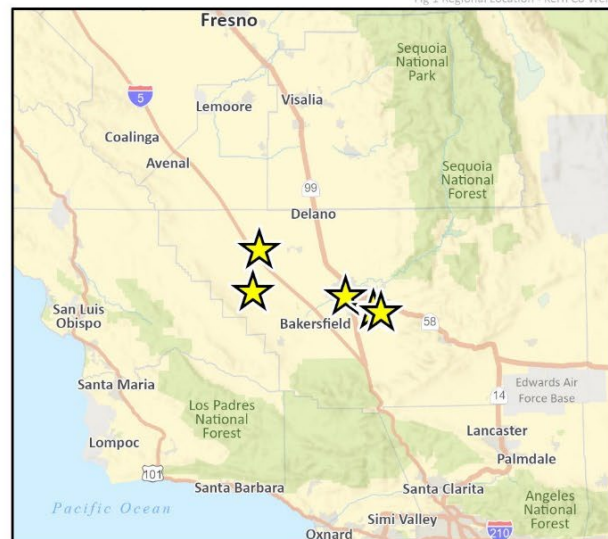 Fresno
Sequoia
National
Park
5
Lemoore
Visalia
Coalinga
Avenal
Sequoia
National
Forest
99
Delano
San Luis
Obispo
Bakersfield
58
Santa Maria
Edwards Air
Force Base
14
Los Padres
National
Forest
Lancaster
Lompoc
Palmdale
101
Santa Barbara
Santa Clarita
Pacific Ocean
Angeles
National
Forest
Simi Valley
Oxnard
210